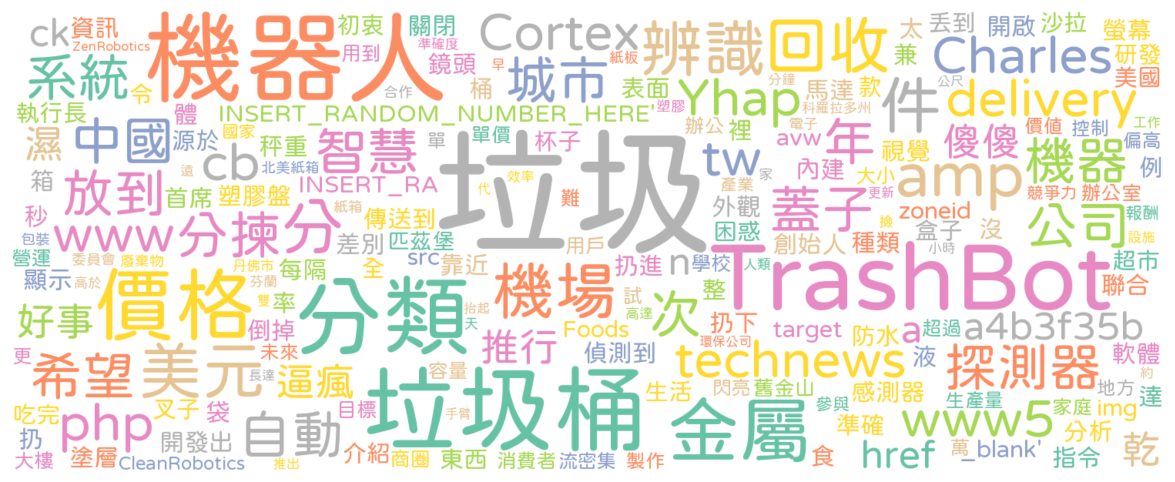 ck 資訊 機器人 初衷 關閉 Cortex 辨識 回收 太 丟到 開啟 沙拉 螢幕
ZenRobotics 用到 準確度 早 紙板 分鐘 公尺 兼 研發
系統 令 鏡頭 桶 城市 表面 Yhap 馬達 款 Charles 美國
執行長 體 合作 INSERT_RANDOM_NUMBER_HERE' 塑膠 科羅拉多州 件 delivery
濕 中國 源於 國家 秤重 智慧 單 單價 杯子 辦公 裡 avw 電子 年 傻傻 價值 控制 工作 偏高
箱 遠 cb 北美紙箱 垃圾 tw 家 內建 視覺 機器 例
放到 首席 塑膠盤 INSERT_RA 代 效率 難 產業 更新 amp 大小 競爭力 辦公室
秒 www 分揀分 紙箱 傳送到 外觀 蓋子 撿 zoneid 公司 報酬
包裝 委員會 廢棄物 差別 匹茲堡 用戶 困惑 盒子 沒 設施
營運 顯示 丹佛市 每隔 全 src 靠近 n 學校 創始人 種類 小時 超市
高於 芬蘭 價格 雙 率 分類 機場 扔進 人類 TrashBot 聯合
好事 倒掉 抬起 天 試 高達 次 整 扔下 target a 超過 a4b3f35b
更 未來 Foods 偵測到 環保公司 防水
希望 美元 長達 逼瘋 容量 推行 technews 液 探測器 軟體 約
吃完 叉子 袋 目標 垃圾桶 手臂 生活 閃亮 舊金山 感測器 生產量 家庭 地方 達
扔 php 開發出 自動 金屬 參與 準確 www5 img 分析 乾
大樓 塗層 CleanRobotics 推出 介紹 商圈 東西 消費者 流密集 製作 食 href 萬 _blank' 指令